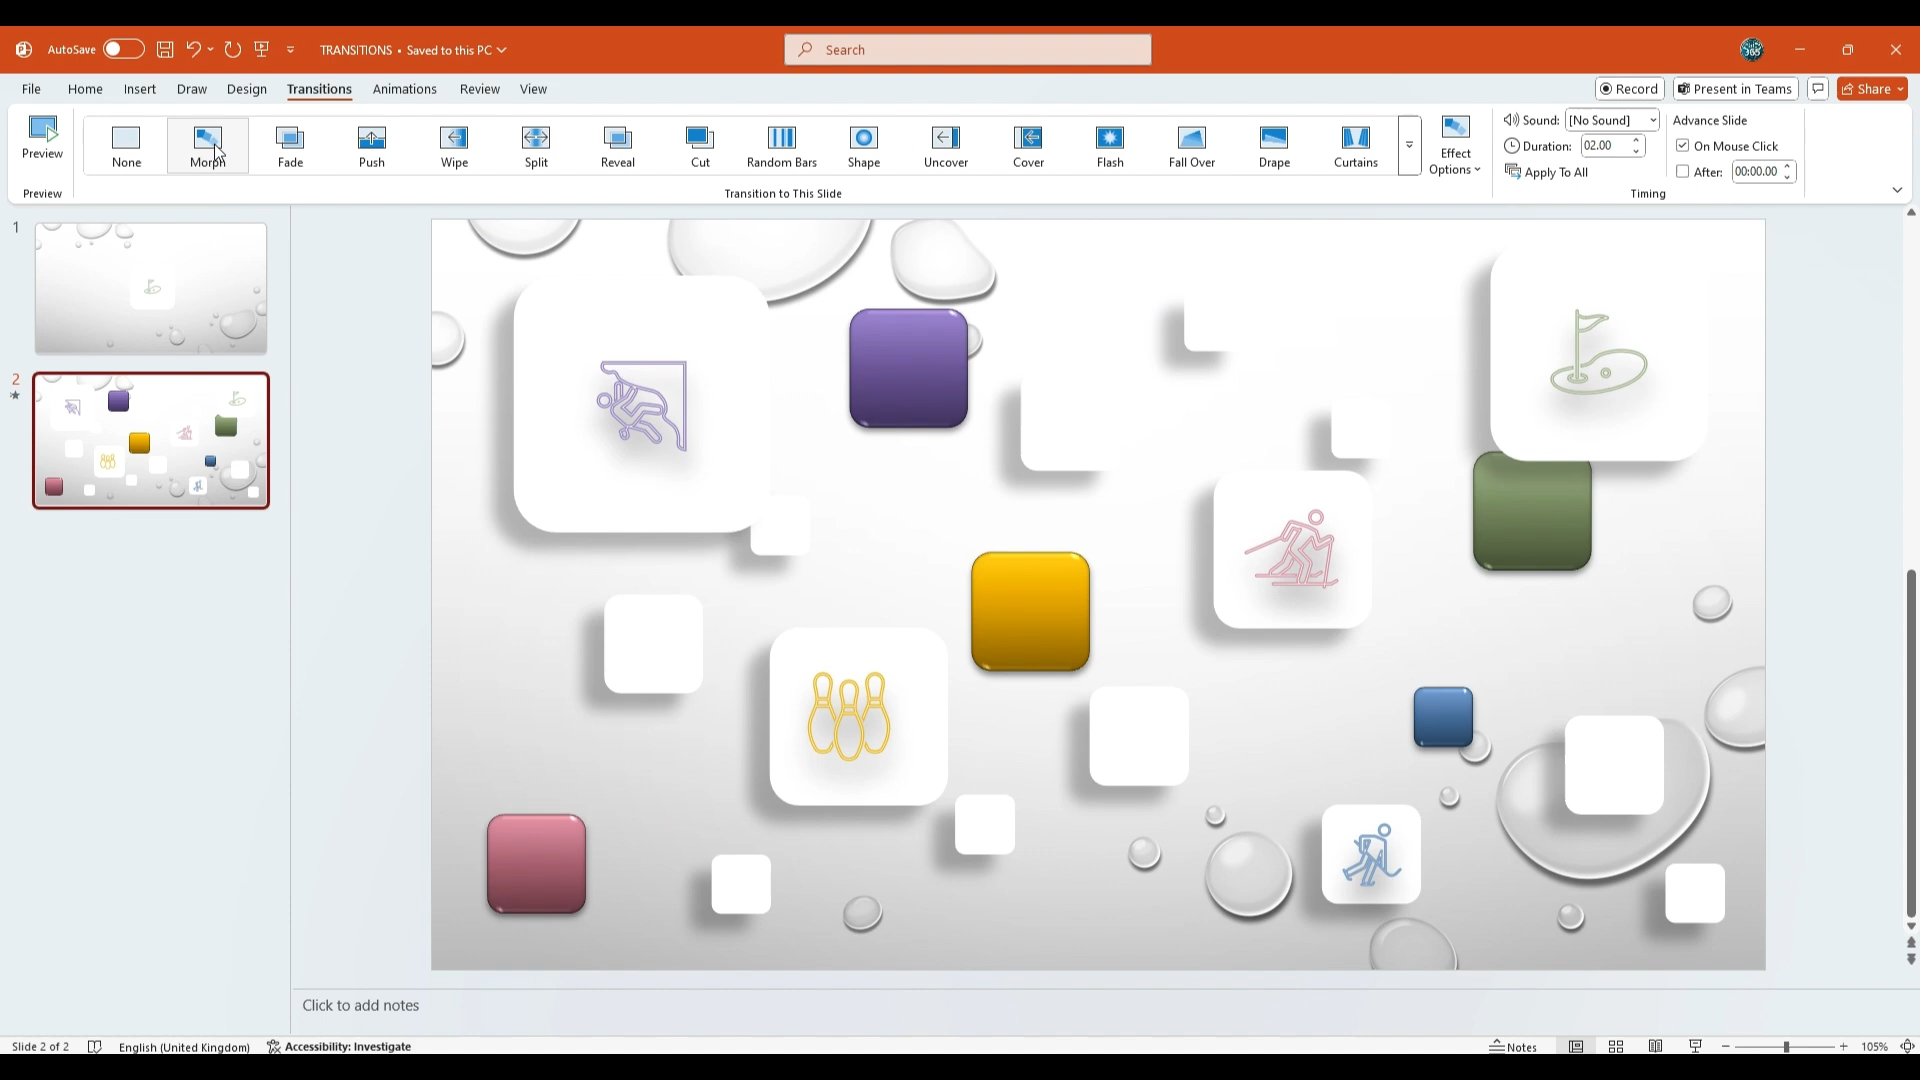 AutoSave
TRANSITIONS • Saved to this PC
Search
File Home Insert Draw Design Transitions Animations Review View
Record Present in Teams Share
Preview
None Morph Fade Push Wipe Split Reveal Cut Random Bars Shape Uncover Cover Flash Fall Over Drape Curtains
Effect
Options
Sound: [No Sound]
Duration: 02.00
Apply To All
Advance Slide
On Mouse Click
After: 00:00.00
Preview
Transition to This Slide
Timing
1
2
Click to add notes
Slide 2 of 2
English (United Kingdom)
Accessibility: Investigate
Notes
105%